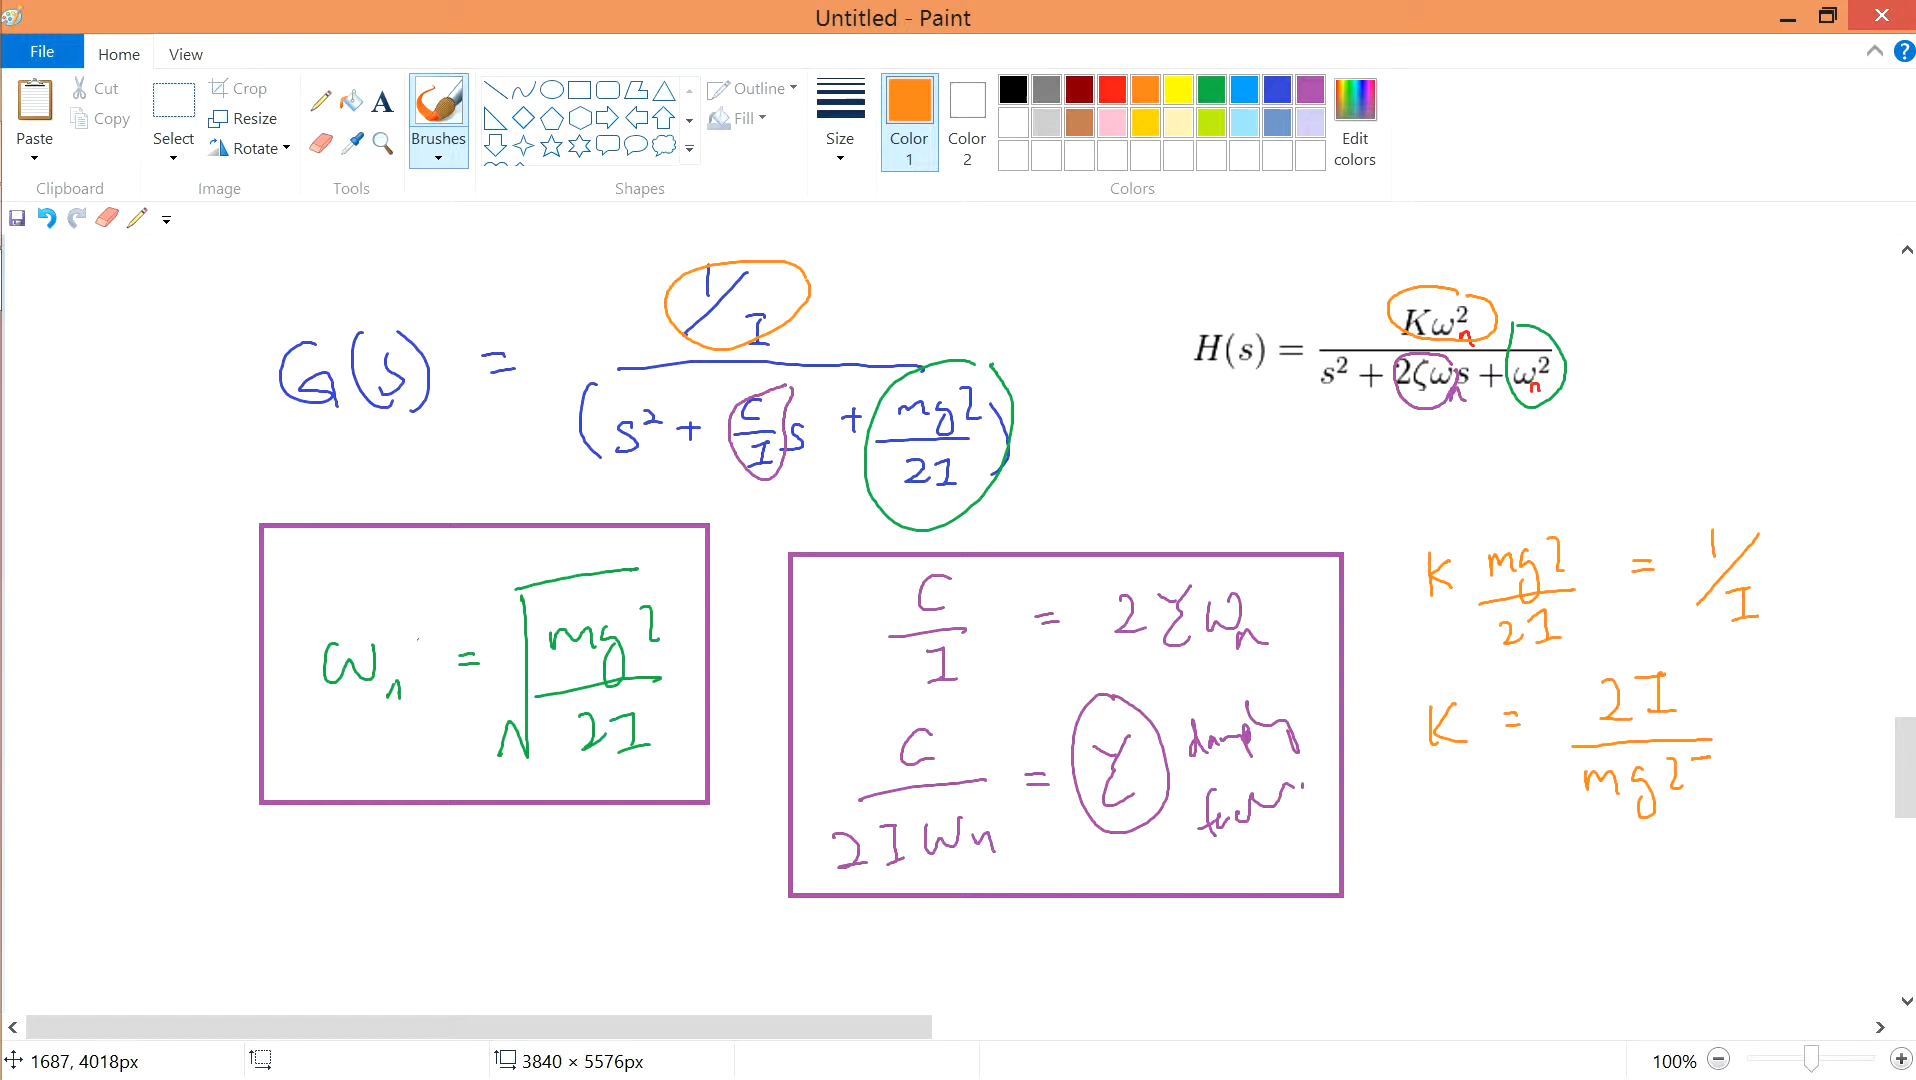 Untitled - Paint
File Home View
Paste Cut Copy Clipboard
Select Crop Resize Rotate Image
Tools
Brushes
Shapes Outline Fill
Size
Color 1
Color 2
Edit colors
Colors
G(s) = 1/I / (s² + C/I s + mgl/2I)
H(s) = Kω²n / s² + 2ζωns + ωn²
ωn = √mgl/2I
C/I = 2ζωn
C/2Iωn = ζ damping factor.
K mgl/2I = 1/I
K = 2I/mgl
1687, 4018px
3840 × 5576px
100%